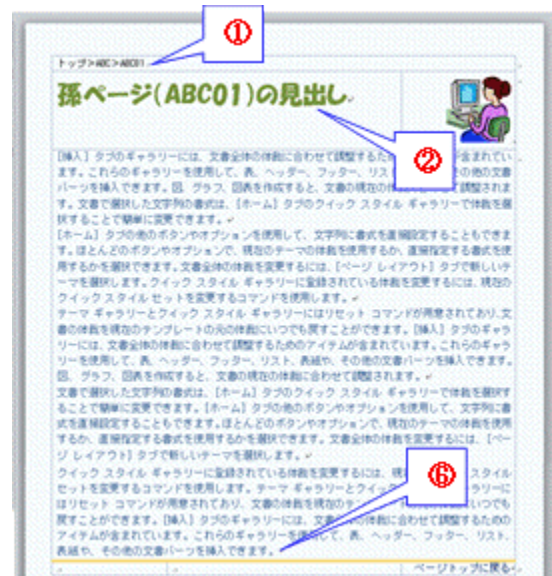 ①
トップ>ABC>ABC01
孫ページ(ABC01)の見出し
②
[挿入] タブのギャラリーには、文書全体の体裁に合わせて調整するため が含まれてい
ます。これらのギャラリーを使用して、表、ヘッダー、フッター、リス の他の文書
パーツを挿入できます。図、グラフ、図表を作成すると、文書の現在の体 て調整されま
す。文書で選択した文字列の書式は、[ホーム] タブのクイック スタイル ギャラリーで体裁を選
択することで簡単に変更できます。
[ホーム] タブの他のボタンやオプションを使用して、文字列に書式を直接設定することもできま
す。ほとんどのボタンやオプションで、現在のテーマの体裁を使用するか、直接指定する書式を使
用するかを選択できます。文書全体の体裁を変更するには、[ページ レイアウト] タブで新しいテ
ーマを選択します。クイック スタイル ギャラリーに登録されている体裁を変更するには、現在の
クイック スタイル セットを変更するコマンドを使用します。
テーマ ギャラリーとクイック スタイル ギャラリーにはリセット コマンドが用意されており、文
書の体裁を現在のテンプレートの元の体裁にいつでも戻すことができます。[挿入] タブのギャラ
リーには、文書全体の体裁に合わせて調整するためのアイテムが含まれています。これらのギャラ
リーを使用して、表、ヘッダー、フッター、リスト、表紙や、その他の文書パーツを挿入できます。
図、グラフ、図表を作成すると、文書の現在の体裁に合わせて調整されます。
文書で選択した文字列の書式は、[ホーム] タブのクイック スタイル ギャラリーで体裁を選択す
ることで簡単に変更できます。[ホーム] タブの他のボタンやオプションを使用して、文字列に書
式を直接設定することもできます。ほとんどのボタンやオプションで、現在のテーマの体裁を使用
するか、直接指定する書式を使用するかを選択できます。文書全体の体裁を変更するには、[ペー
ジ レイアウト] タブで新しいテーマを選択します。
クイック スタイル ギャラリーに登録されている体裁を変更するには、現 スタイル
セットを変更するコマンドを使用します。テーマ ギャラリーとクイッ ラリーに
はリセット コマンドが用意されており、文書の体裁を現在のテ いつでも
戻すことができます。[挿入] タブのギャラリーには、文書全体の体裁に合わせて調整するための
アイテムが含まれています。これらのギャラリーを使用して、表、ヘッダー、フッター、リスト、
表紙や、その他の文書パーツを挿入できます。
⑥
ページトップに戻る